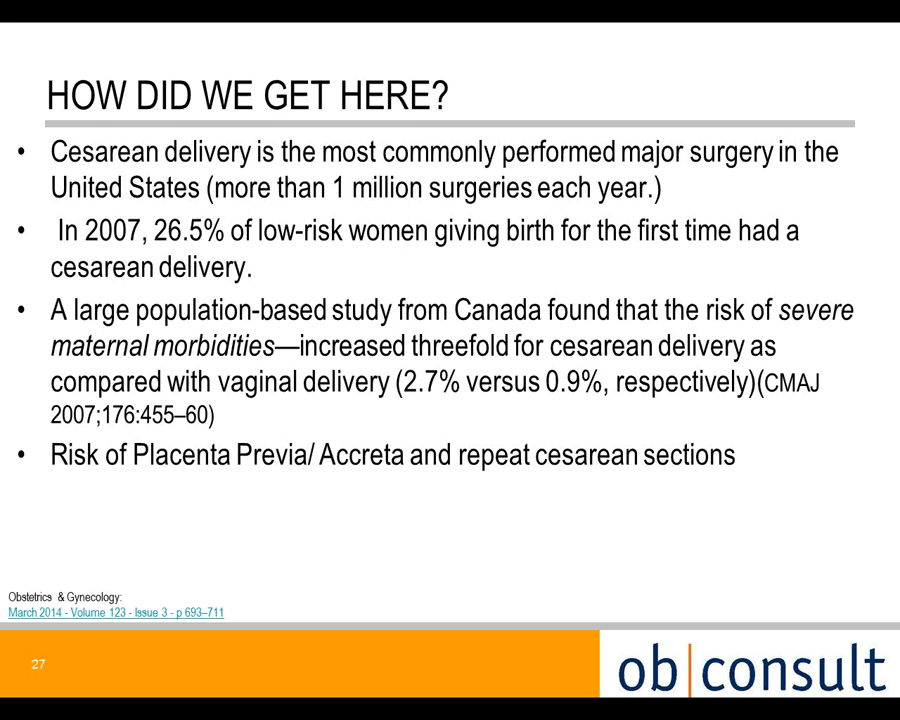 HOW DID WE GET HERE?
• Cesarean delivery is the most commonly performed major surgery in the
United States (more than 1 million surgeries each year.)
• In 2007, 26.5% of low-risk women giving birth for the first time had a
cesarean delivery.
• A large population-based study from Canada found that the risk of severe
maternal morbidities—increased threefold for cesarean delivery as
compared with vaginal delivery (2.7% versus 0.9%, respectively)(CMAJ
2007;176:455–60)
• Risk of Placenta Previa/ Accreta and repeat cesarean sections
Obstetrics & Gynecology:
March 2014 - Volume 123 - Issue 3 - p 693–711
27
ob|consult